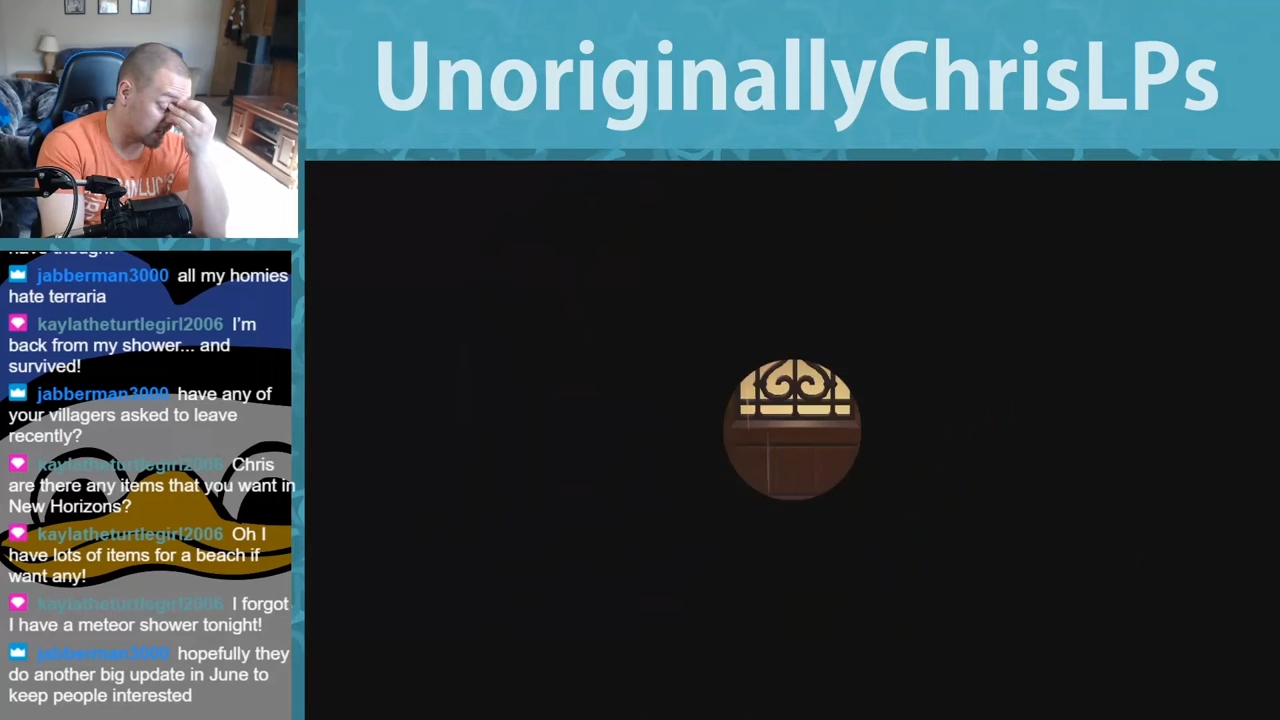 UnoriginallyChrisLPs
have thought
jabberman3000 all my homies
hate terraria
kaylatheturtlegirl2006 I'm
back from my shower... and
survived!
jabberman3000 have any of
your villagers asked to leave
recently?
kaylatheturtlegirl2006 Chris
are there any items that you want in
New Horizons?
kaylatheturtlegirl2006 Oh I
have lots of items for a beach if
want any!
kaylatheturtlegirl2006 I forgot
I have a meteor shower tonight!
jabberman3000 hopefully they
do another big update in June to
keep people interested